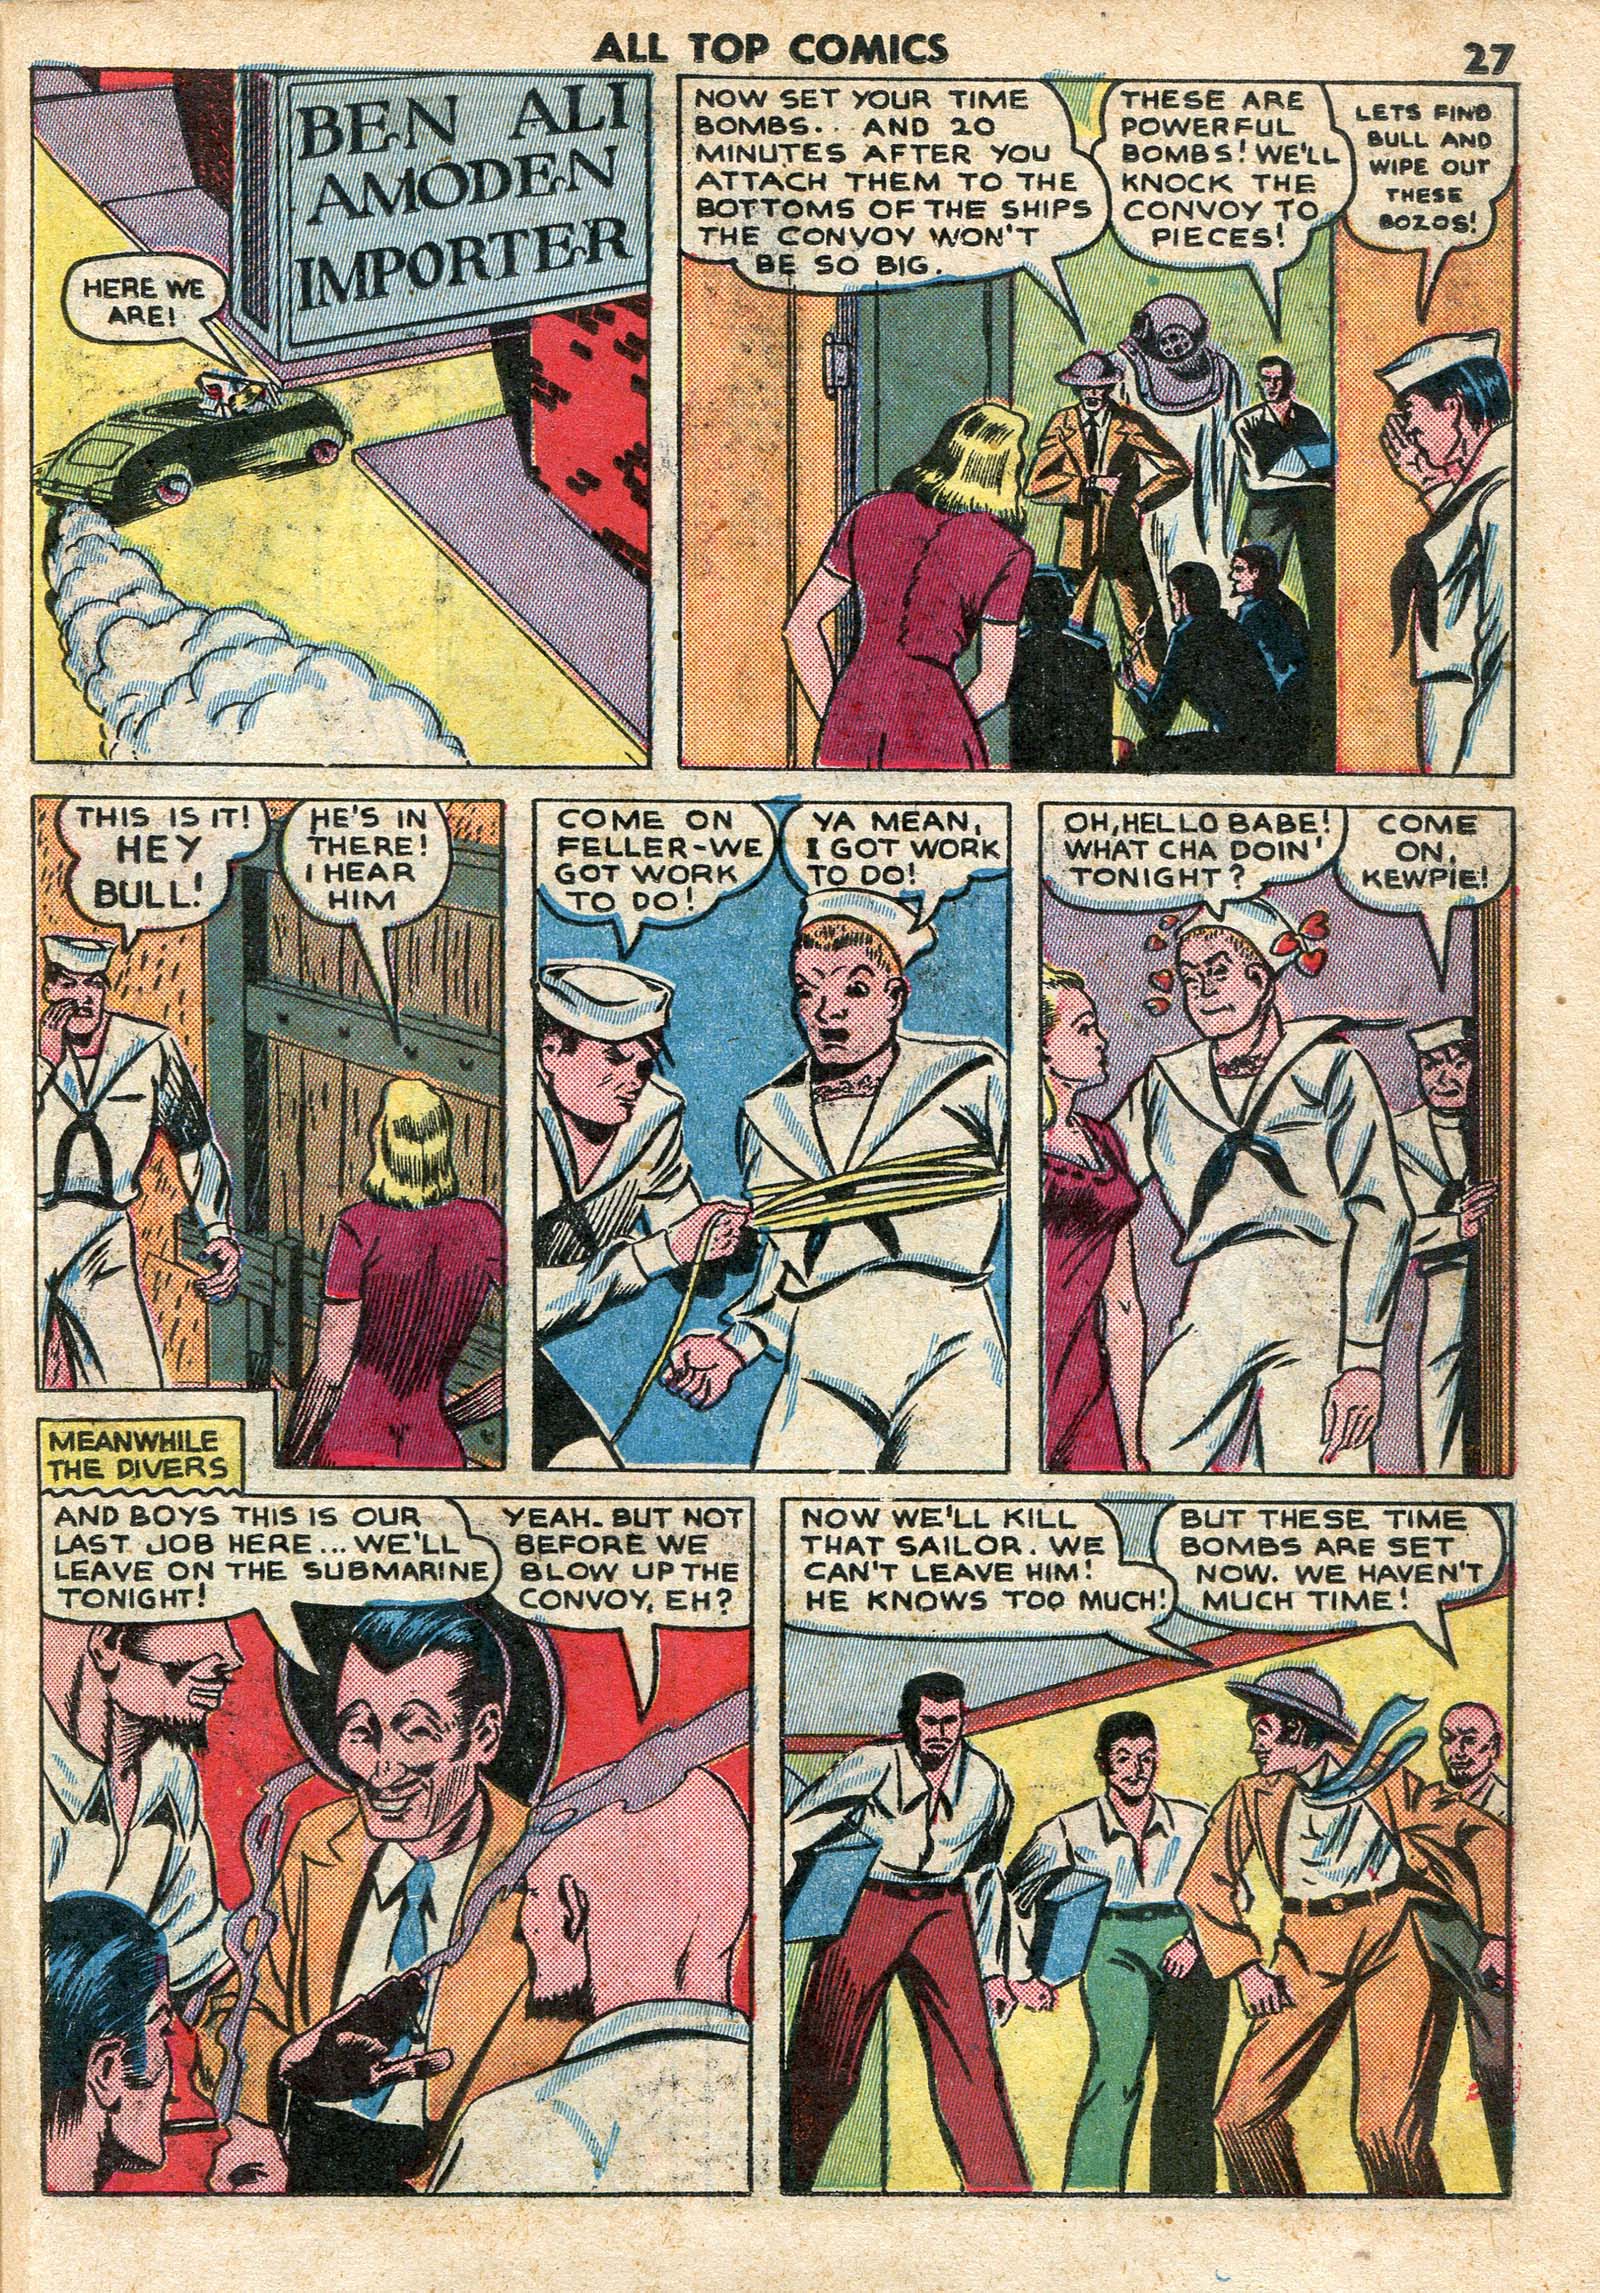 ALL TOP COMICS
27
BEN ALI
AMODEN
IMPORTER
HERE WE
ARE!
NOW SET YOUR TIME
BOMBS.. AND 20
MINUTES AFTER YOU
ATTACH THEM TO THE
BOTTOMS OF THE SHIPS
THE CONVOY WON'T
BE SO BIG.
THESE ARE
POWERFUL
BOMBS! WE'LL
KNOCK THE
CONVOY TO
PIECES!
LETS FIND
BULL AND
WIPE OUT
THESE
BOZOS!
THIS IS IT!
HEY
BULL!
HE'S IN
THERE!
I HEAR
HIM
COME ON
FELLER-WE
GOT WORK
TO DO!
YA MEAN,
I GOT WORK
TO DO!
OH, HELLO BABE!
WHAT CHA DOIN'
TONIGHT?
COME
ON,
KEWPIE!
MEANWHILE
THE DIVERS
AND BOYS THIS IS OUR
LAST JOB HERE... WE'LL
LEAVE ON THE SUBMARINE
TONIGHT!
YEAH. BUT NOT
BEFORE WE
BLOW UP THE
CONVOY, EH?
NOW WE'LL KILL
THAT SAILOR. WE
CAN'T LEAVE HIM!
HE KNOWS TOO MUCH!
BUT THESE TIME
BOMBS ARE SET
NOW. WE HAVEN'T
MUCH TIME!